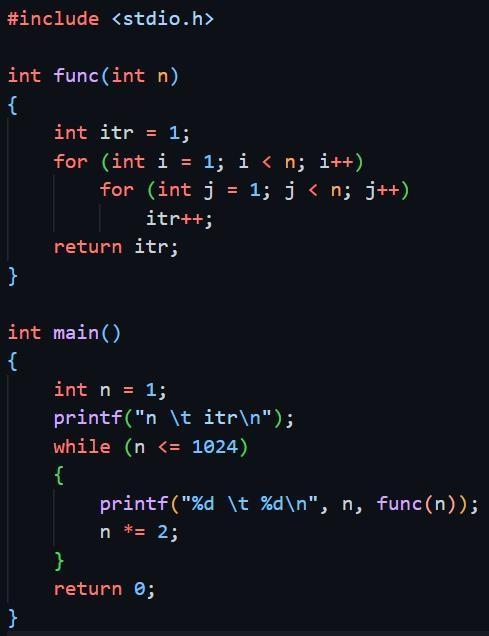 #include <stdio.h>

int func(int n)
{
    int itr = 1;
    for (int i = 1; i < n; i++)
        for (int j = 1; j < n; j++)
            itr++;
    return itr;
}

int main()
{
    int n = 1;
    printf("n \t itr\n");
    while (n <= 1024)
    {
        printf("%d \t %d\n", n, func(n));
        n *= 2;
    }
    return 0;
}